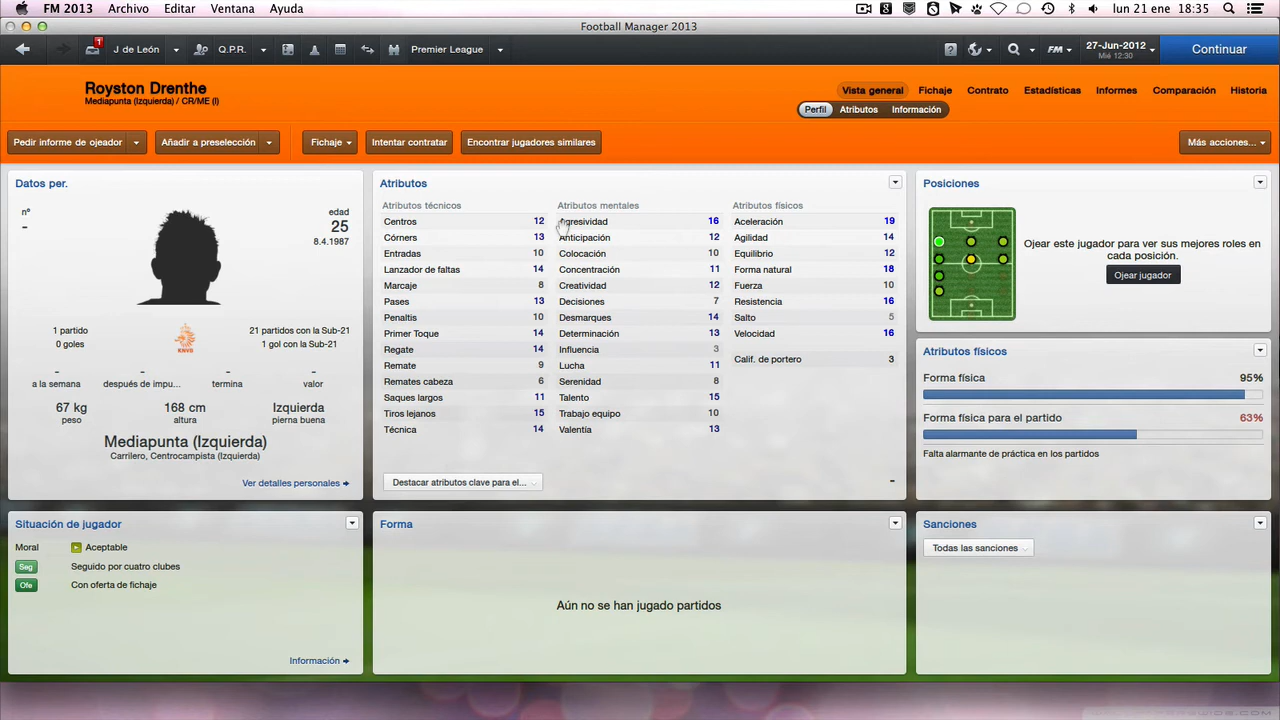 FM 2013 Archivo Editar Ventana Ayuda lun 21 ene 18:35
Football Manager 2013
1 J de León Q.P.R. Premier League ? FM 27-Jun-2012 Continuar
Mié 12:30
Royston Drenthe
Mediapunta (Izquierda) / CR/ME (I)
Vista general Fichaje Contrato Estadísticas Informes Comparación Historia
Perfil Atributos Información
Pedir informe de ojeador Añadir a preselección Fichaje Intentar contratar Encontrar jugadores similares Más acciones...
Datos per.
nº edad
- 25
8.4.1987
1 partido 21 partidos con la Sub-21
0 goles 1 gol con la Sub-21
KNVB
- - - -
a la semana después de impu... termina valor
67 kg 168 cm Izquierda
peso altura pierna buena
Mediapunta (Izquierda)
Carrilero, Centrocampista (Izquierda)
Ver detalles personales
Atributos
Atributos técnicos Atributos mentales Atributos físicos
Centros 12 Agresividad 16 Aceleración 19
Córners 13 Anticipación 12 Agilidad 14
Entradas 10 Colocación 10 Equilibrio 12
Lanzador de faltas 14 Concentración 11 Forma natural 18
Marcaje 8 Creatividad 12 Fuerza 10
Pases 13 Decisiones 7 Resistencia 16
Penaltis 10 Desmarques 14 Salto 5
Primer Toque 14 Determinación 13 Velocidad 16
Regate 14 Influencia 3
Calif. de portero 3
Remate 9 Lucha 11
Remates cabeza 6 Serenidad 8
Saques largos 11 Talento 15
Tiros lejanos 15 Trabajo equipo 10
Técnica 14 Valentía 13
Destacar atributos clave para el... -
Posiciones
Ojear este jugador para ver sus mejores roles en
cada posición.
Ojear jugador
Atributos físicos
Forma física 95%
Forma física para el partido 63%
Falta alarmante de práctica en los partidos
Situación de jugador
Moral Aceptable
Seg Seguido por cuatro clubes
Ofe Con oferta de fichaje
Información
Forma
Aún no se han jugado partidos
Sanciones
Todas las sanciones